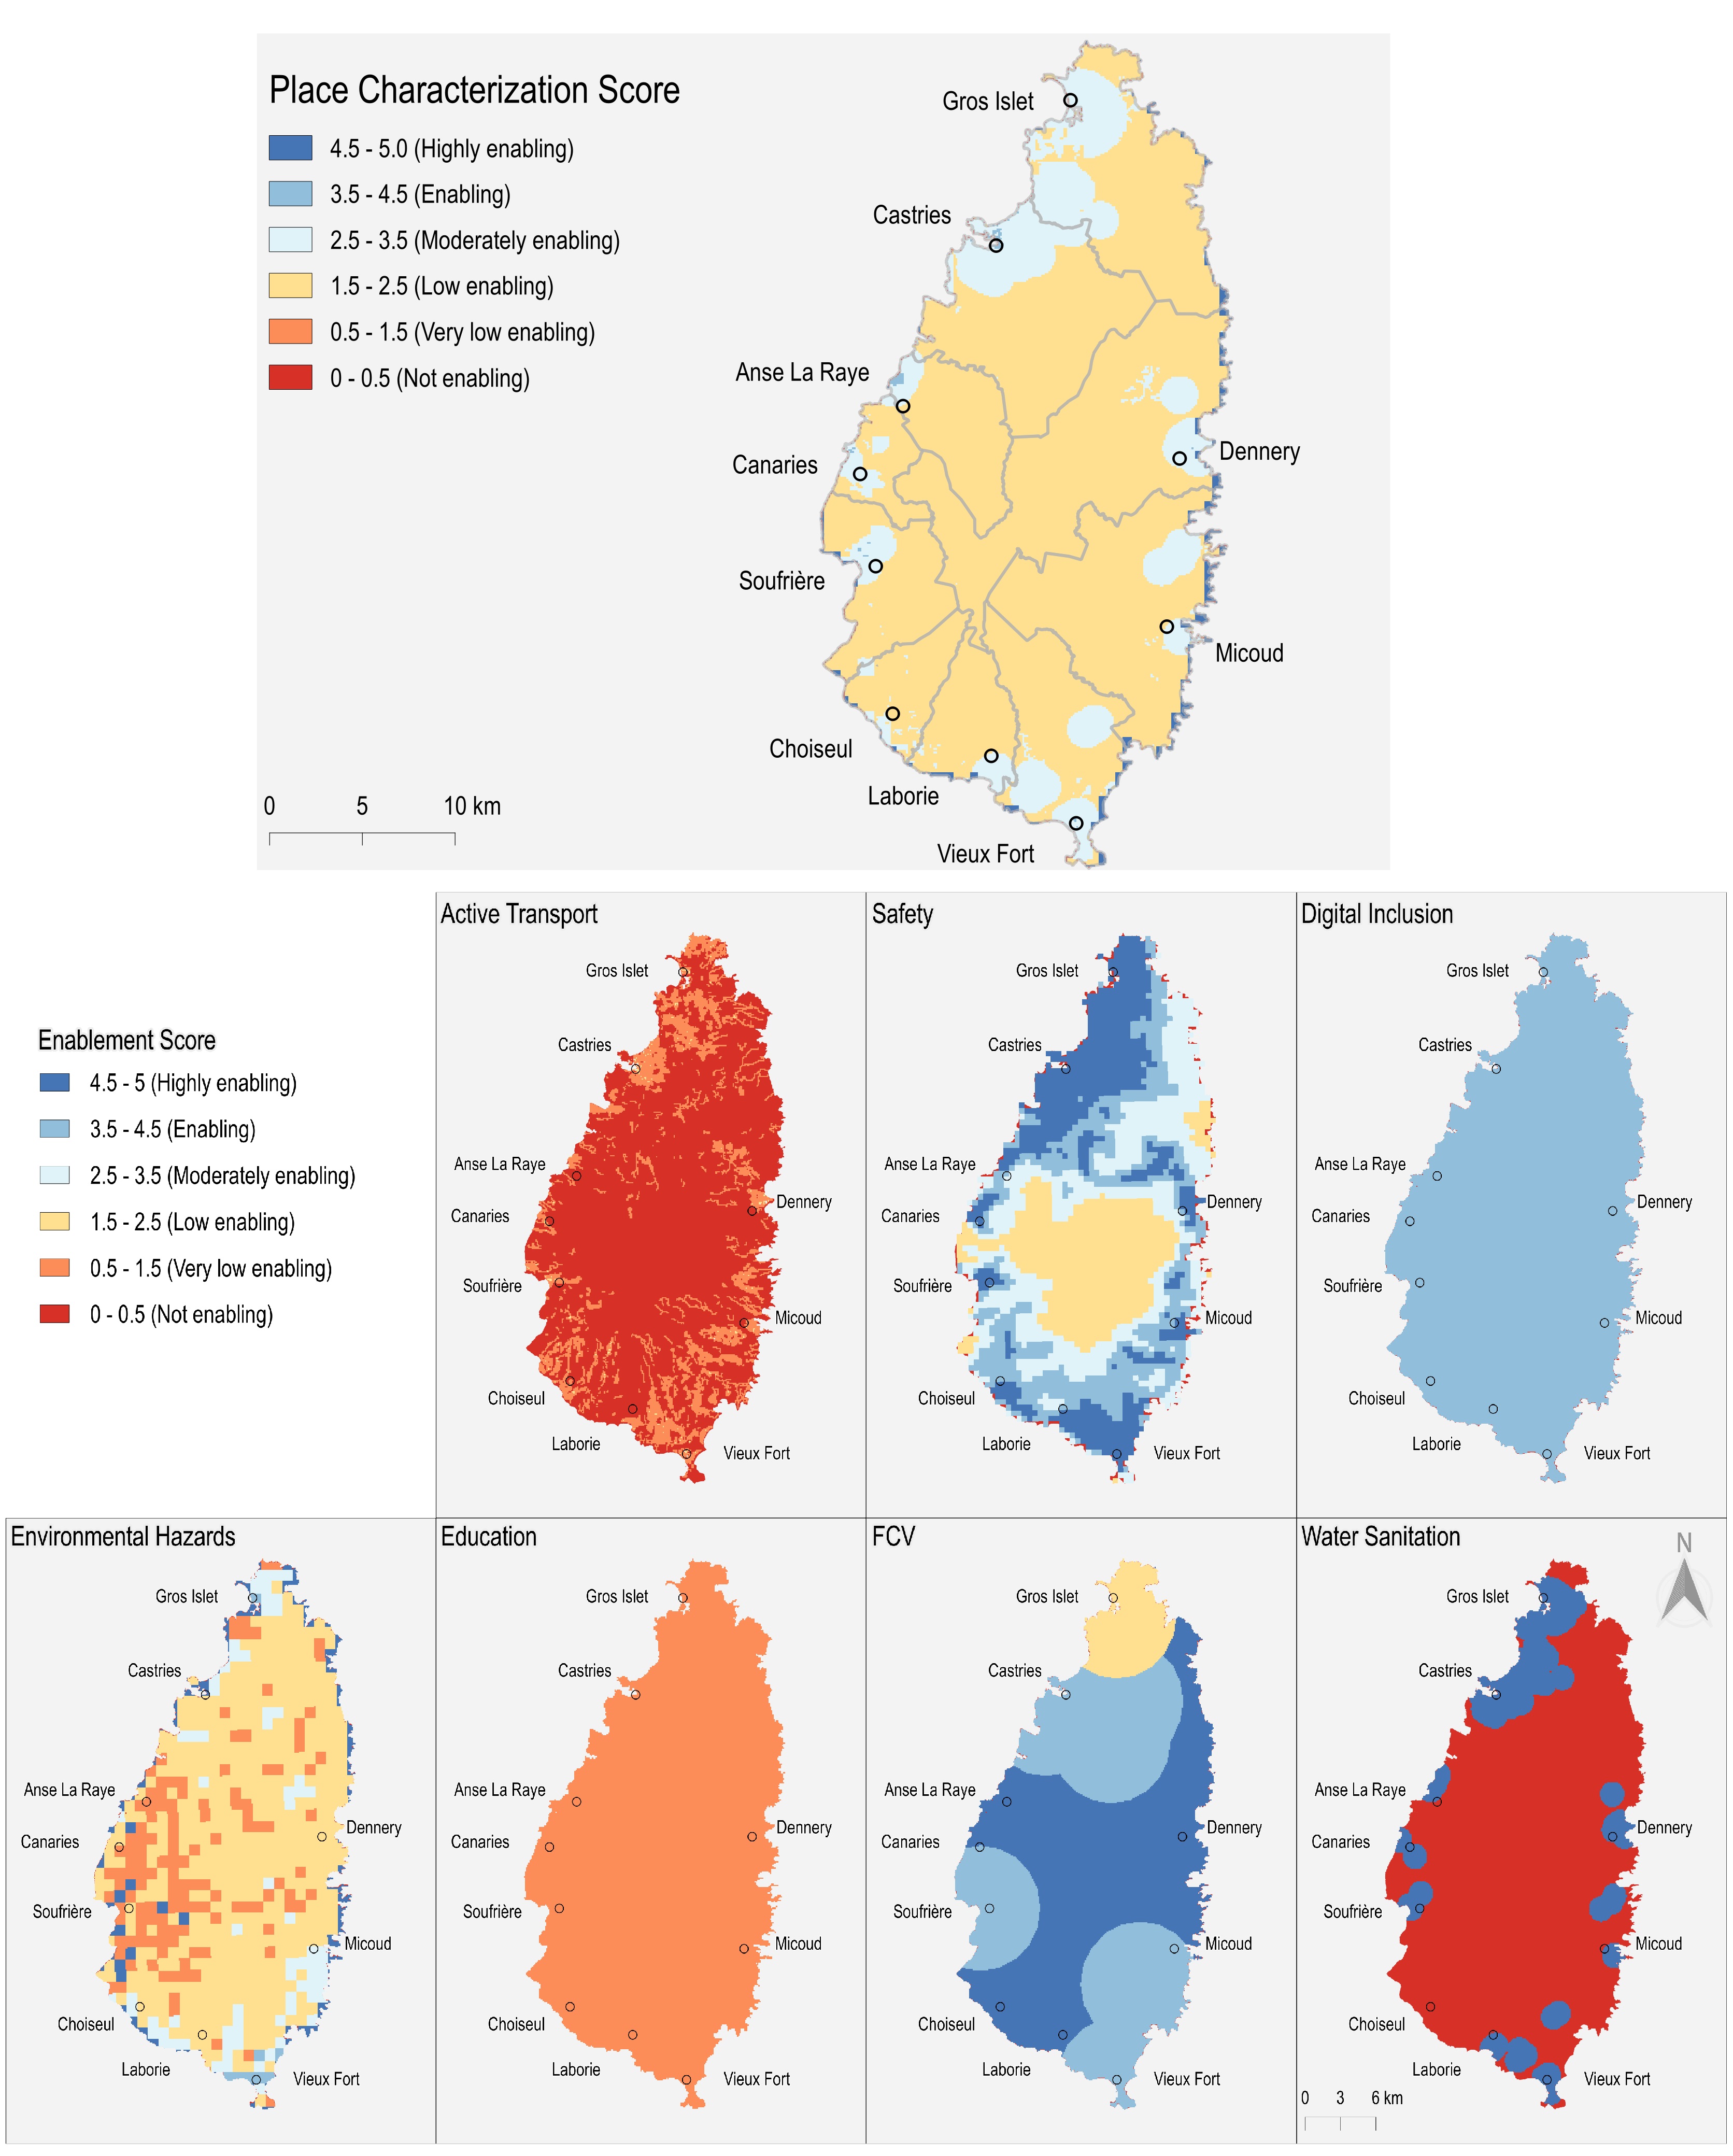 Place Characterization Score
4.5 - 5.0 (Highly enabling)
3.5 - 4.5 (Enabling)
2.5 - 3.5 (Moderately enabling)
1.5 - 2.5 (Low enabling)
0.5 - 1.5 (Very low enabling)
0 - 0.5 (Not enabling)
Gros Islet
Castries
Anse La Raye
Canaries
Dennery
Soufrière
Micoud
Choiseul
Laborie
Vieux Fort
0 5 10 km
Enablement Score
4.5 - 5 (Highly enabling)
3.5 - 4.5 (Enabling)
2.5 - 3.5 (Moderately enabling)
1.5 - 2.5 (Low enabling)
0.5 - 1.5 (Very low enabling)
0 - 0.5 (Not enabling)
Active Transport
Gros Islet
Castries
Anse La Raye
Dennery
Canaries
Soufrière
Micoud
Choiseul
Laborie
Vieux Fort
Safety
Gros Islet
Castries
Anse La Raye
Dennery
Canaries
Soufrière
Micoud
Choiseul
Laborie
Vieux Fort
Digital Inclusion
Gros Islet
Castries
Anse La Raye
Dennery
Canaries
Soufrière
Micoud
Choiseul
Laborie
Vieux Fort
Environmental Hazards
Gros Islet
Castries
Anse La Raye
Dennery
Canaries
Soufrière
Micoud
Choiseul
Laborie
Vieux Fort
Education
Gros Islet
Castries
Anse La Raye
Dennery
Canaries
Soufrière
Micoud
Choiseul
Laborie
Vieux Fort
FCV
Gros Islet
Castries
Anse La Raye
Dennery
Canaries
Soufrière
Micoud
Choiseul
Laborie
Vieux Fort
Water Sanitation
N
Gros Islet
Castries
Anse La Raye
Dennery
Canaries
Soufrière
Micoud
Choiseul
Laborie
Vieux Fort
0 3 6 km